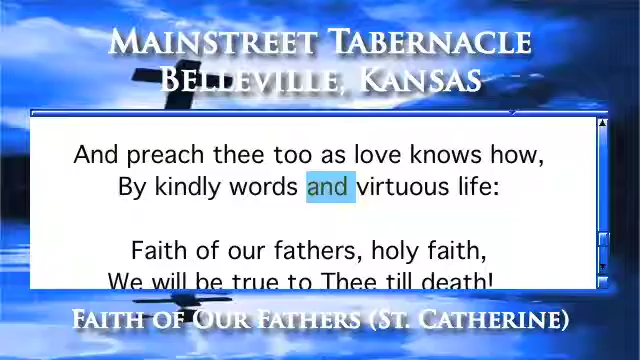 MAINSTREET TABERNACLE
BELLEVILLE, KANSAS
And preach thee too as love knows how,
By kindly words and virtuous life:
Faith of our fathers, holy faith,
We will be true to Thee till death!
FAITH OF OUR FATHERS (ST. CATHERINE)